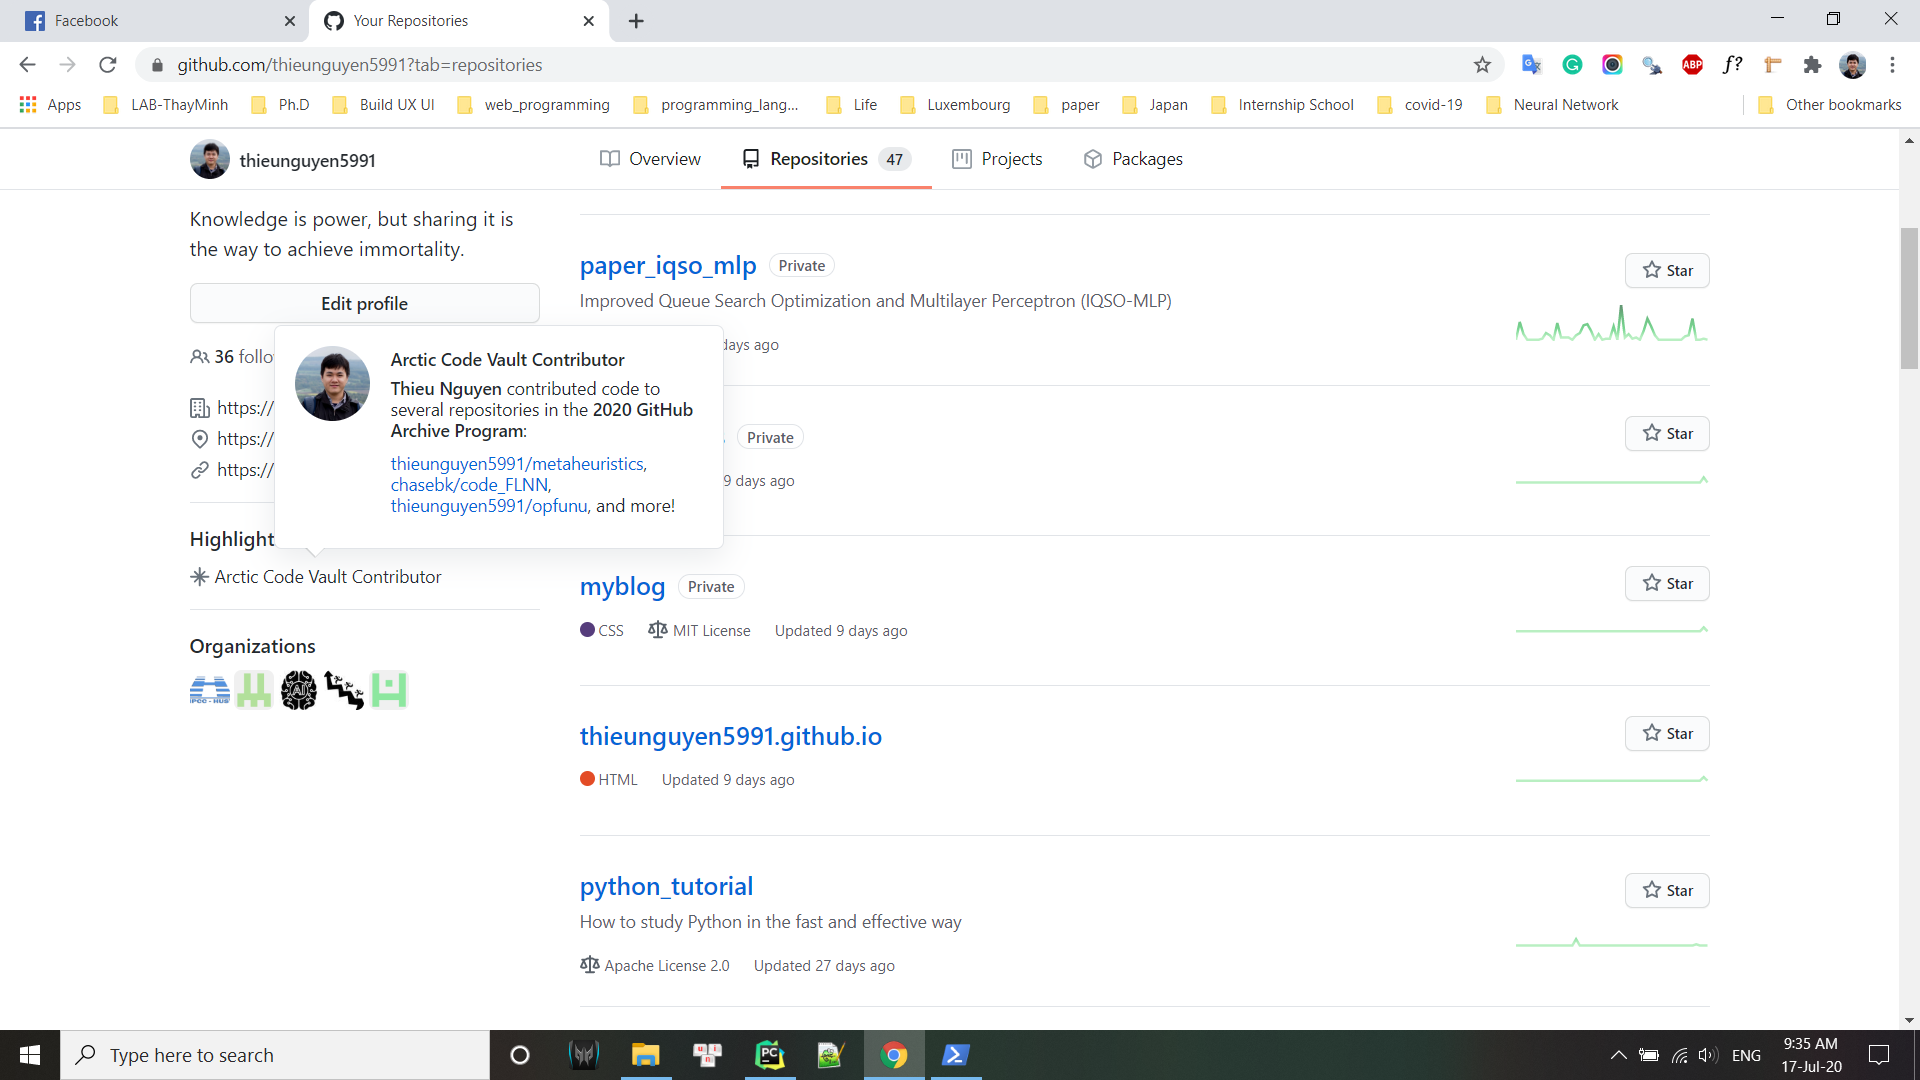 Facebook
Your Repositories
github.com/thieunguyen5991?tab=repositories
ABP
f?
Apps
LAB-ThayMinh
Ph.D
Build UX UI
web_programming
programming_lang...
Life
Luxembourg
paper
Japan
Internship School
covid-19
Neural Network
Other bookmarks
thieunguyen5991
Overview
Repositories 47
Projects
Packages
Knowledge is power, but sharing it is
the way to achieve immortality.
Edit profile
36 follo
https://
https://
https://
Highlight
Arctic Code Vault Contributor
Organizations
Arctic Code Vault Contributor
Thieu Nguyen contributed code to
several repositories in the 2020 GitHub
Archive Program:
thieunguyen5991/metaheuristics,
chasebk/code_FLNN,
thieunguyen5991/opfunu, and more!
paper_iqso_mlp Private
Star
Improved Queue Search Optimization and Multilayer Perceptron (IQSO-MLP)
days ago
Private
Star
9 days ago
myblog Private
Star
CSS MIT License Updated 9 days ago
thieunguyen5991.github.io
Star
HTML Updated 9 days ago
python_tutorial
Star
How to study Python in the fast and effective way
Apache License 2.0 Updated 27 days ago
Type here to search
PC
ENG
9:35 AM
17-Jul-20